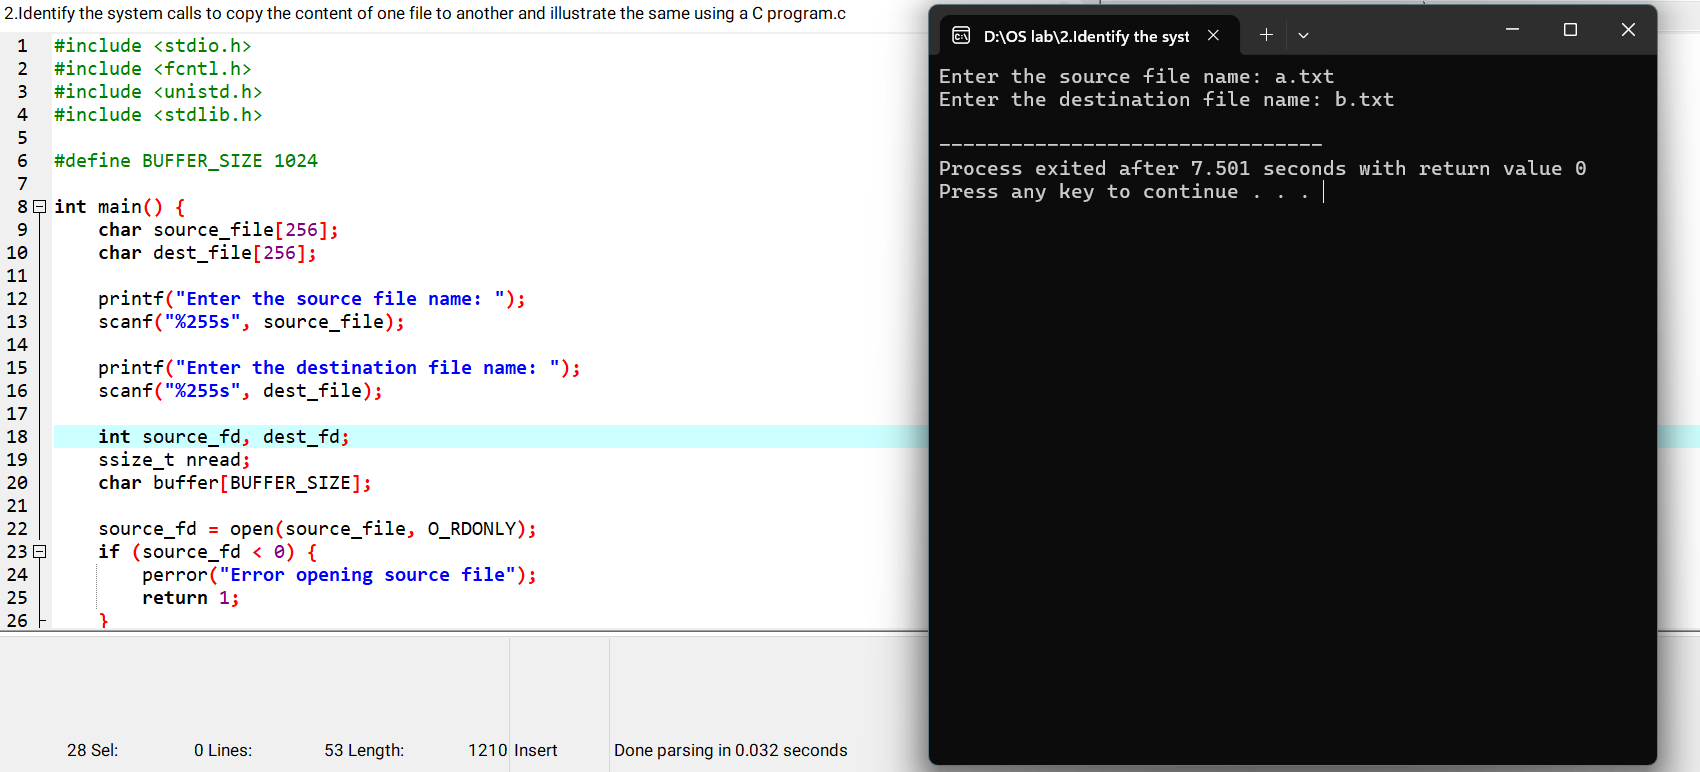 2.Identify the system calls to copy the content of one file to another and illustrate the same using a C program.c
1 #include <stdio.h>
2 #include <fcntl.h>
3 #include <unistd.h>
4 #include <stdlib.h>
5
6 #define BUFFER_SIZE 1024
7
8 int main() {
9 char source_file[256];
10 char dest_file[256];
11
12 printf("Enter the source file name: ");
13 scanf("%255s", source_file);
14
15 printf("Enter the destination file name: ");
16 scanf("%255s", dest_file);
17
18 int source_fd, dest_fd;
19 ssize_t nread;
20 char buffer[BUFFER_SIZE];
21
22 source_fd = open(source_file, O_RDONLY);
23 if (source_fd < 0) {
24 perror("Error opening source file");
25 return 1;
26 }
28 Sel: 0 Lines: 53 Length: 1210 Insert Done parsing in 0.032 seconds
D:\OS lab\2.Identify the syst
Enter the source file name: a.txt
Enter the destination file name: b.txt
--------------------------------
Process exited after 7.501 seconds with return value 0
Press any key to continue . . .